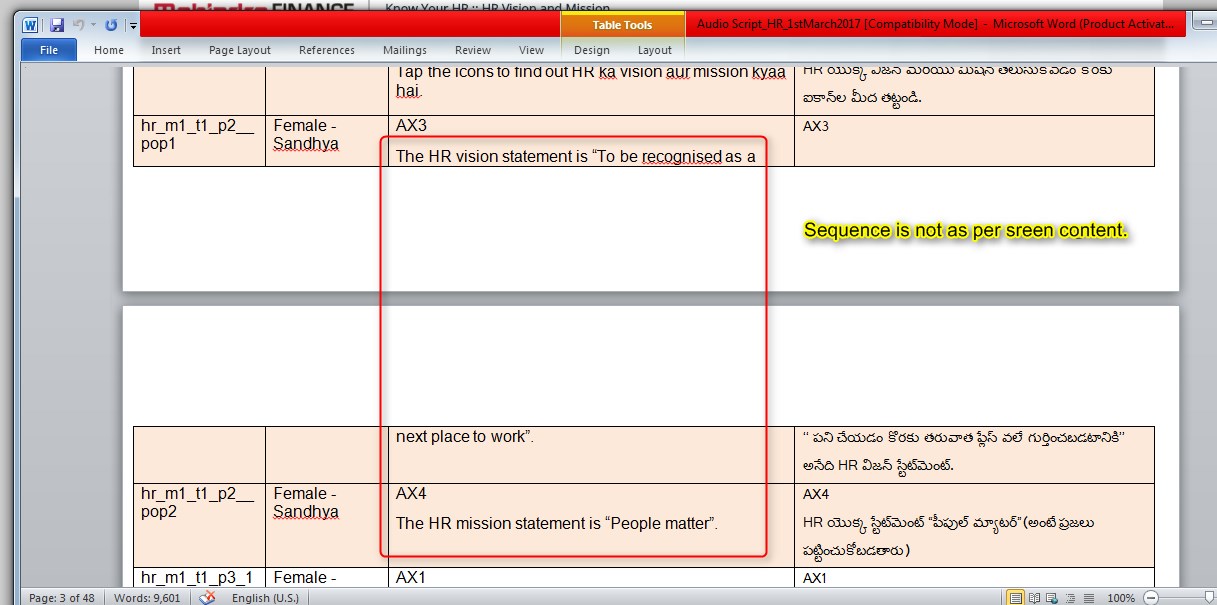 Mahindra FINANCE
Know Your HR :: HR Vision and Mission
Table Tools
Audio Script_HR_1stMarch2017 [Compatibility Mode] - Microsoft Word (Product Activat...
File Home Insert Page Layout References Mailings Review View Design Layout
Tap the icons to find out HR ka vision aur mission kyaa
hai.
HR యొక్క విజన్ మరియు మిషన్ తెలుసుకోవడం కొరకు
ఐకాన్‌ల మీద తట్టండి.
hr_m1_t1_p2__
pop1
Female -
Sandhya
AX3
The HR vision statement is “To be recognised as a
AX3
Sequence is not as per sreen content.
next place to work”.
“ పని చేయడం కొరకు తరువాత ప్లేస్ వలే గుర్తించబడటానికి”
అనేది HR విజన్ స్టేట్‌మెంట్.
hr_m1_t1_p2__
pop2
Female -
Sandhya
AX4
The HR mission statement is “People matter”.
AX4
HR యొక్క స్టేట్‌మెంట్ “పీపుల్ మ్యాటర్”(అంటే ప్రజలు
పట్టించుకోబడతారు)
hr_m1_t1_p3_1
Female -
AX1
AX1
Page: 3 of 48 Words: 9,601 English (U.S.) 100%